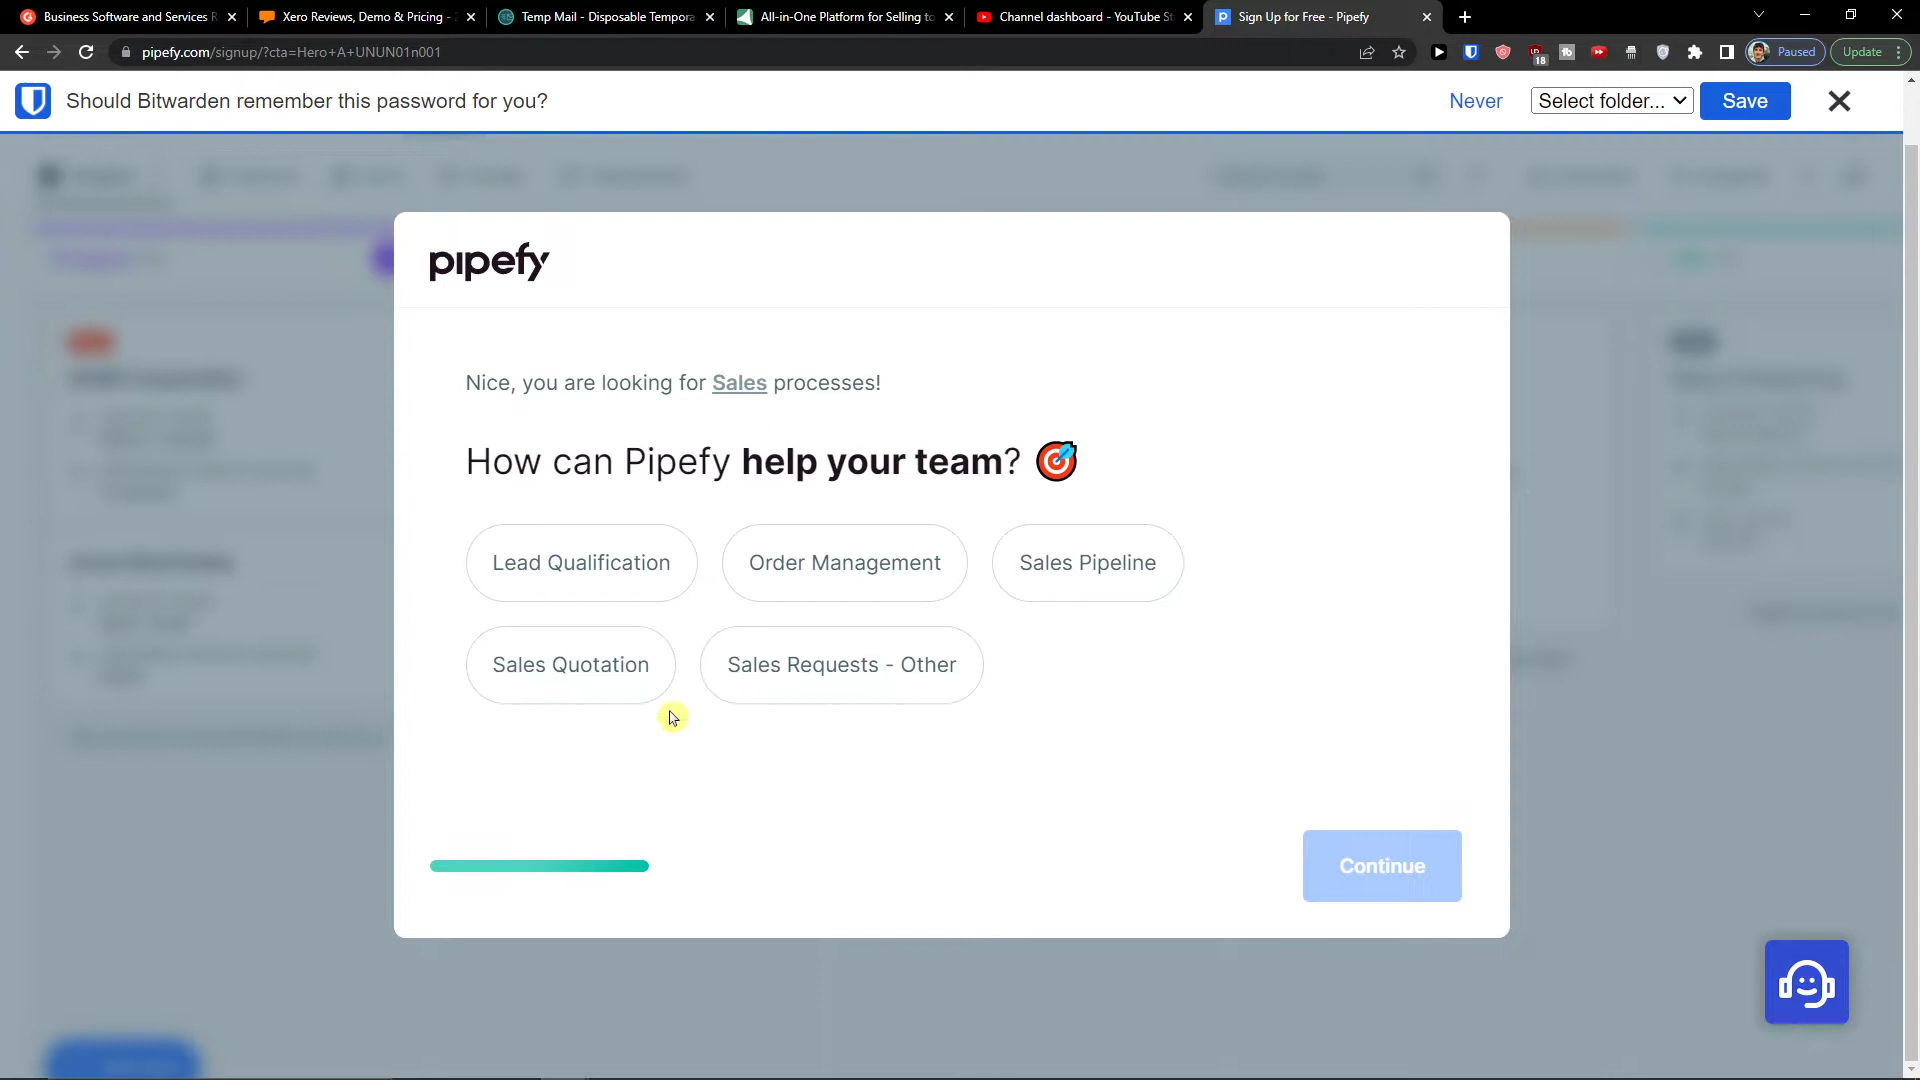 Business Software and Services R
Xero Reviews, Demo & Pricing - 2
Temp Mail - Disposable Tempora
All-in-One Platform for Selling to
Channel dashboard - YouTube St
Sign Up for Free - Pipefy
pipefy.com/signup/?cta=Hero+A+UNUN01n001
18
Paused
Update
Should Bitwarden remember this password for you?
Never
Select folder...
Save
pipefy
Nice, you are looking for Sales processes!
How can Pipefy help your team?
Lead Qualification
Order Management
Sales Pipeline
Sales Quotation
Sales Requests - Other
Continue